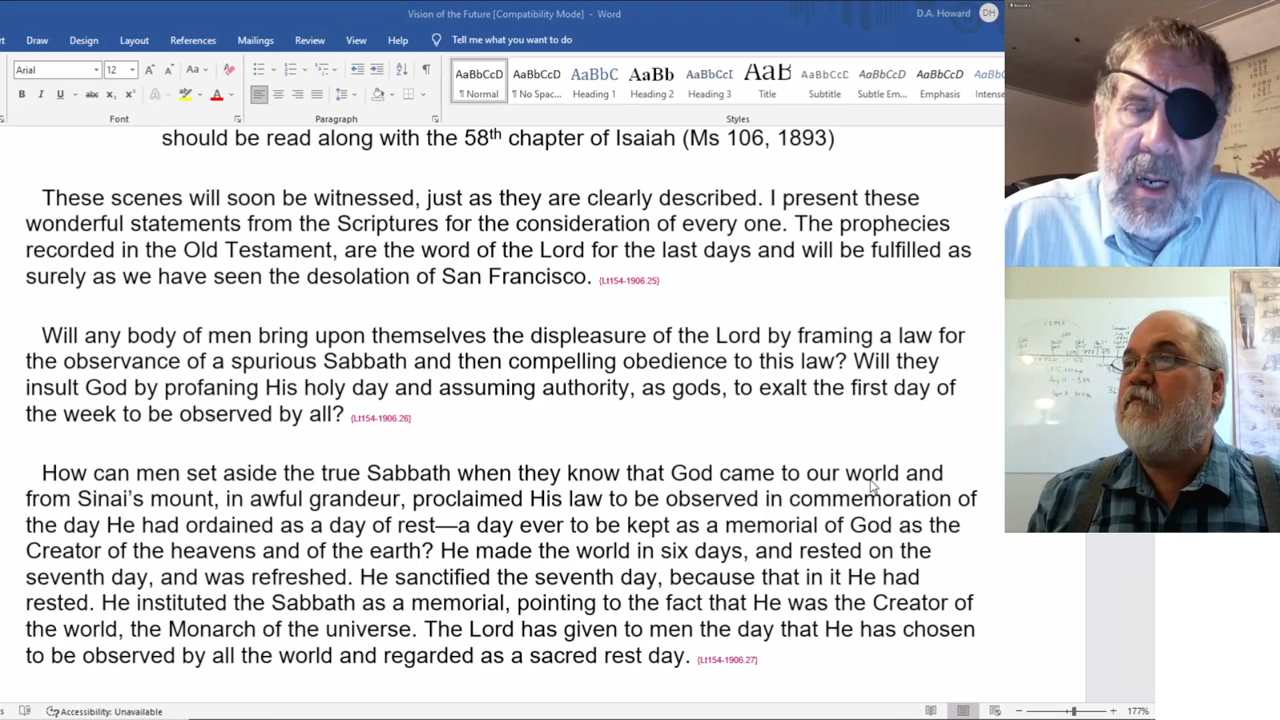 Vision of the Future [Compatibility Mode] - Word
D.A. Howard
DH
Draw Design Layout References Mailings Review View Help Tell me what you want to do
Arial 12
AaBbCcD AaBbCcD AaBbC AaBb AaBbCcI AaB AaBbCcD AaBbCcD AaBbCcD AaBbC
Normal No Spac... Heading 1 Heading 2 Heading 3 Title Subtitle Subtle Em... Emphasis Intense
Font Paragraph Styles
should be read along with the 58th chapter of Isaiah (Ms 106, 1893)
These scenes will soon be witnessed, just as they are clearly described. I present these
wonderful statements from the Scriptures for the consideration of every one. The prophecies
recorded in the Old Testament, are the word of the Lord for the last days and will be fulfilled as
surely as we have seen the desolation of San Francisco. {Lt154-1906.25}
Will any body of men bring upon themselves the displeasure of the Lord by framing a law for
the observance of a spurious Sabbath and then compelling obedience to this law? Will they
insult God by profaning His holy day and assuming authority, as gods, to exalt the first day of
the week to be observed by all? {Lt154-1906.26}
How can men set aside the true Sabbath when they know that God came to our world and
from Sinai’s mount, in awful grandeur, proclaimed His law to be observed in commemoration of
the day He had ordained as a day of rest—a day ever to be kept as a memorial of God as the
Creator of the heavens and of the earth? He made the world in six days, and rested on the
seventh day, and was refreshed. He sanctified the seventh day, because that in it He had
rested. He instituted the Sabbath as a memorial, pointing to the fact that He was the Creator of
the world, the Monarch of the universe. The Lord has given to men the day that He has chosen
to be observed by all the world and regarded as a sacred rest day. {Lt154-1906.27}
Accessibility: Unavailable
177%